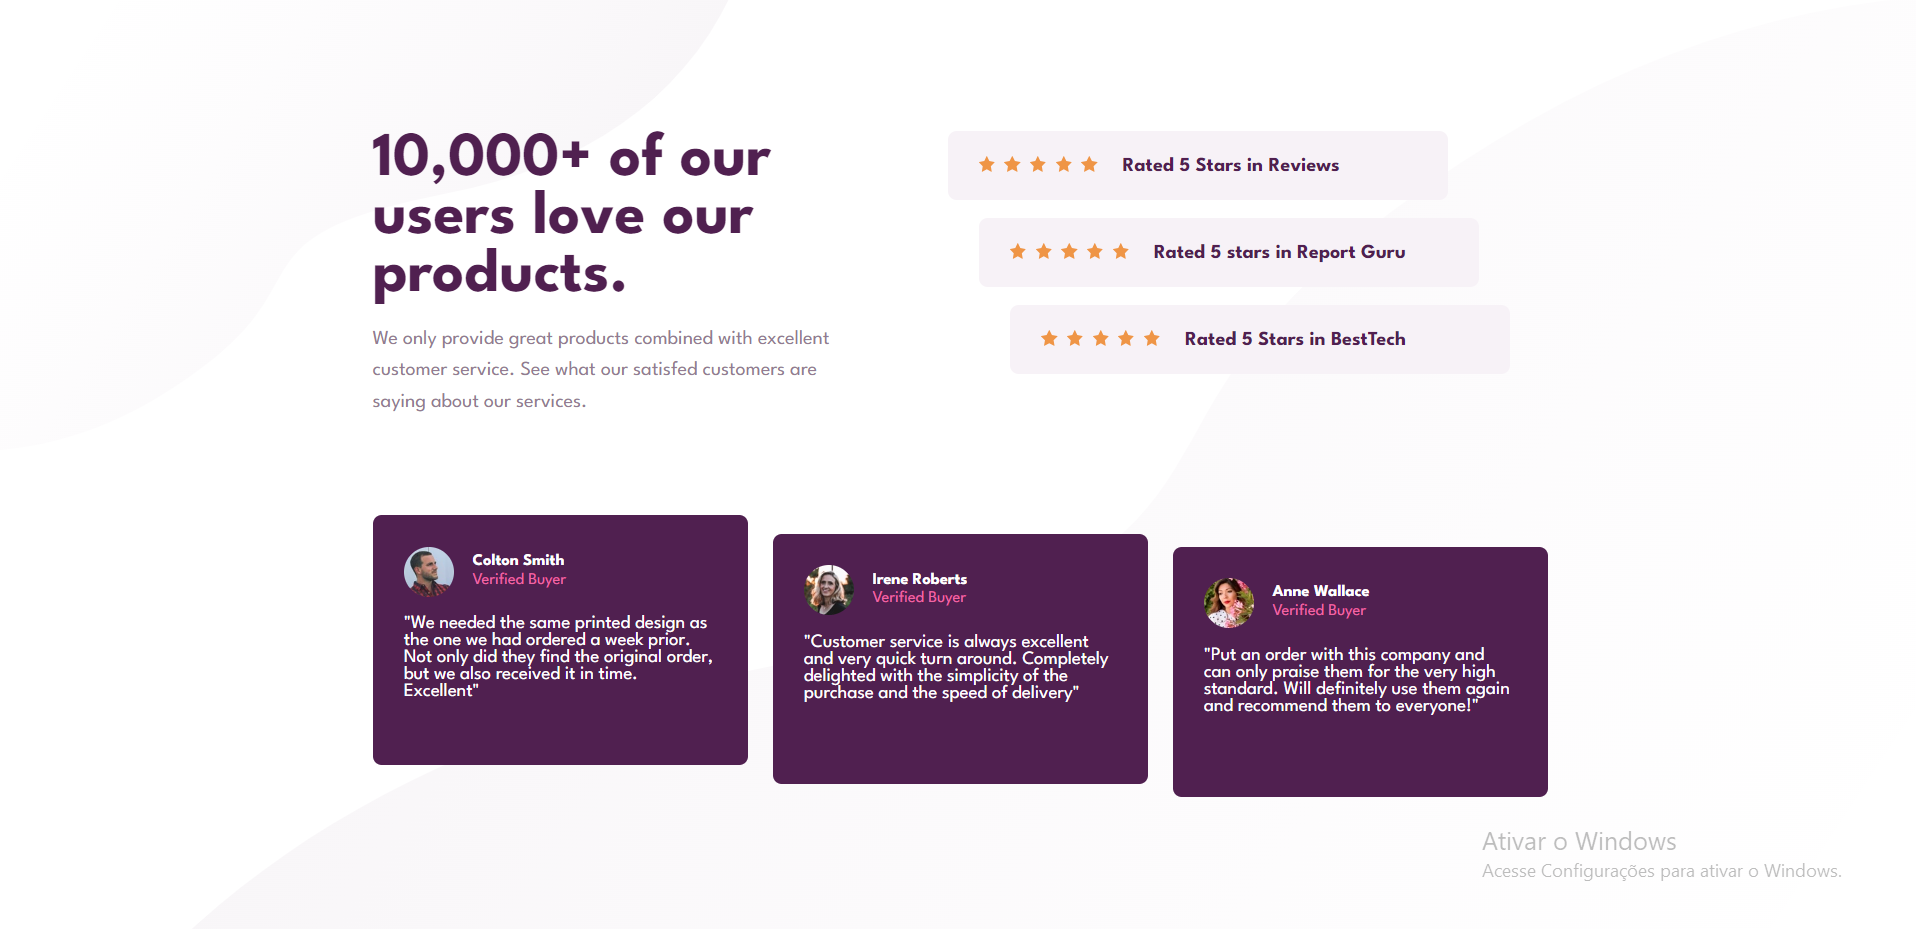 10,000+ of our
users love our
products.
We only provide great products combined with excellent
customer service. See what our satisfed customers are
saying about our services.
Rated 5 Stars in Reviews
Rated 5 stars in Report Guru
Rated 5 Stars in BestTech
Colton Smith
Verified Buyer
"We needed the same printed design as
the one we had ordered a week prior.
Not only did they find the original order,
but we also received it in time.
Excellent"
Irene Roberts
Verified Buyer
"Customer service is always excellent
and very quick turn around. Completely
delighted with the simplicity of the
purchase and the speed of delivery"
Anne Wallace
Verified Buyer
"Put an order with this company and
can only praise them for the very high
standard. Will definitely use them again
and recommend them to everyone!"
Ativar o Windows
Acesse Configurações para ativar o Windows.